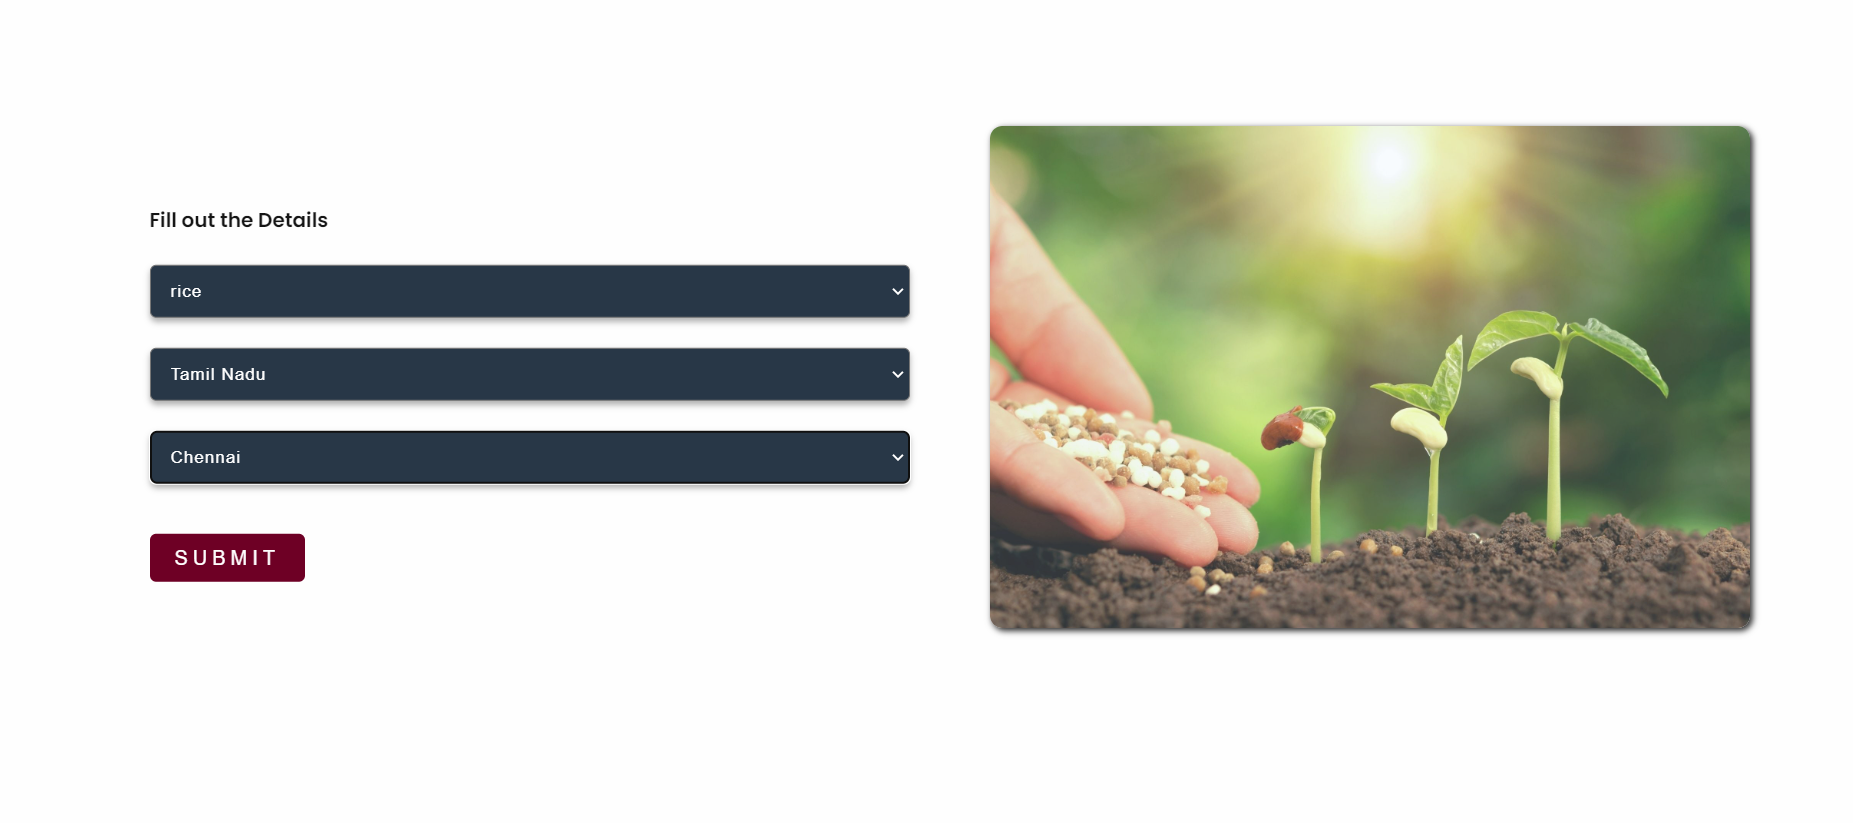 Fill out the Details
rice
Tamil Nadu
Chennai
SUBMIT